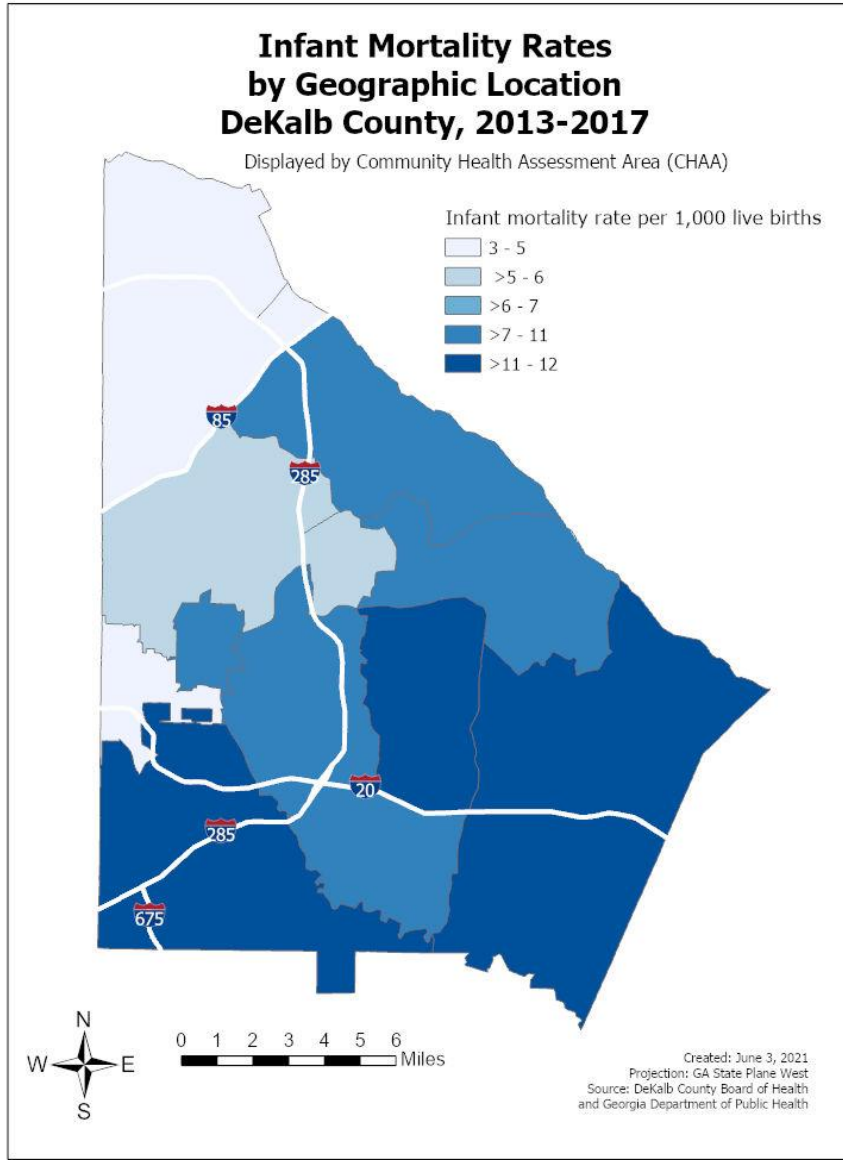 Infant Mortality Rates
by Geographic Location
DeKalb County, 2013-2017
Displayed by Community Health Assessment Area (CHAA)
Infant mortality rate per 1,000 live births
3 - 5
>5 - 6
>6 - 7
>7 - 11
>11 - 12
85
285
20
285
675
N
W E
S
0 1 2 3 4 5 6
Miles
Created: June 3, 2021
Projection: GA State Plane West
Source: DeKalb County Board of Health
and Georgia Department of Public Health